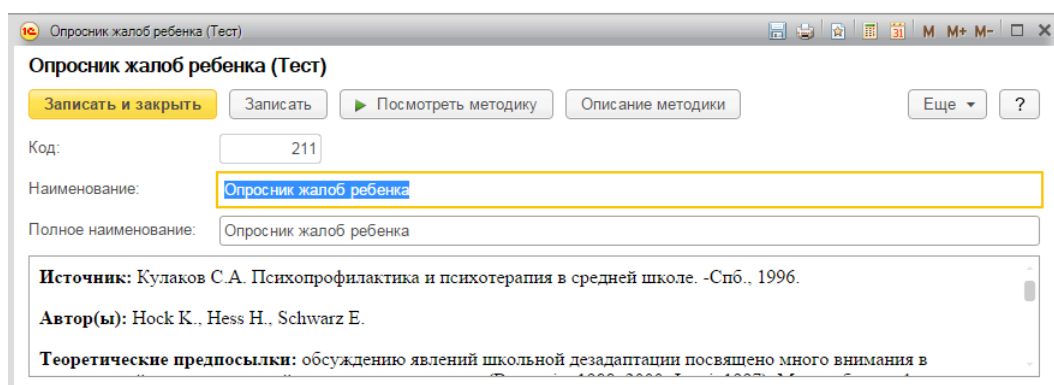 1С Опросник жалоб ребенка (Тест) 31 M M+ M-
Опросник жалоб ребенка (Тест)
Записать и закрыть Записать Посмотреть методику Описание методики Еще ?
Код: 211
Наименование: Опросник жалоб ребенка
Полное наименование: Опросник жалоб ребенка
Источник: Кулаков С.А. Психопрофилактика и психотерапия в средней школе. -Спб., 1996.
Автор(ы): Hock K., Hess H., Schwarz E.
Теоретические предпосылки: обсуждению явлений школьной дезадаптации посвящено много внимания в